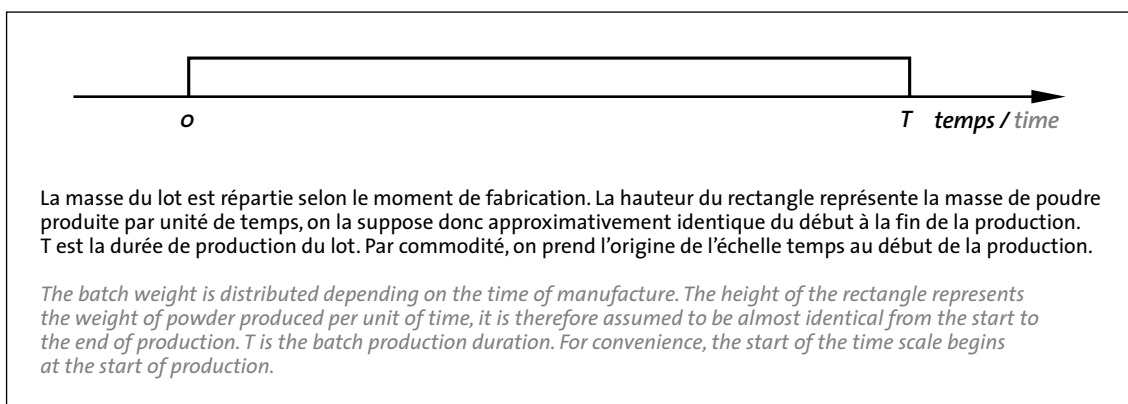 o
T temps / time
La masse du lot est répartie selon le moment de fabrication. La hauteur du rectangle représente la masse de poudre
produite par unité de temps, on la suppose donc approximativement identique du début à la fin de la production.
T est la durée de production du lot. Par commodité, on prend l’origine de l’échelle temps au début de la production.
The batch weight is distributed depending on the time of manufacture. The height of the rectangle represents
the weight of powder produced per unit of time, it is therefore assumed to be almost identical from the start to
the end of production. T is the batch production duration. For convenience, the start of the time scale begins
at the start of production.